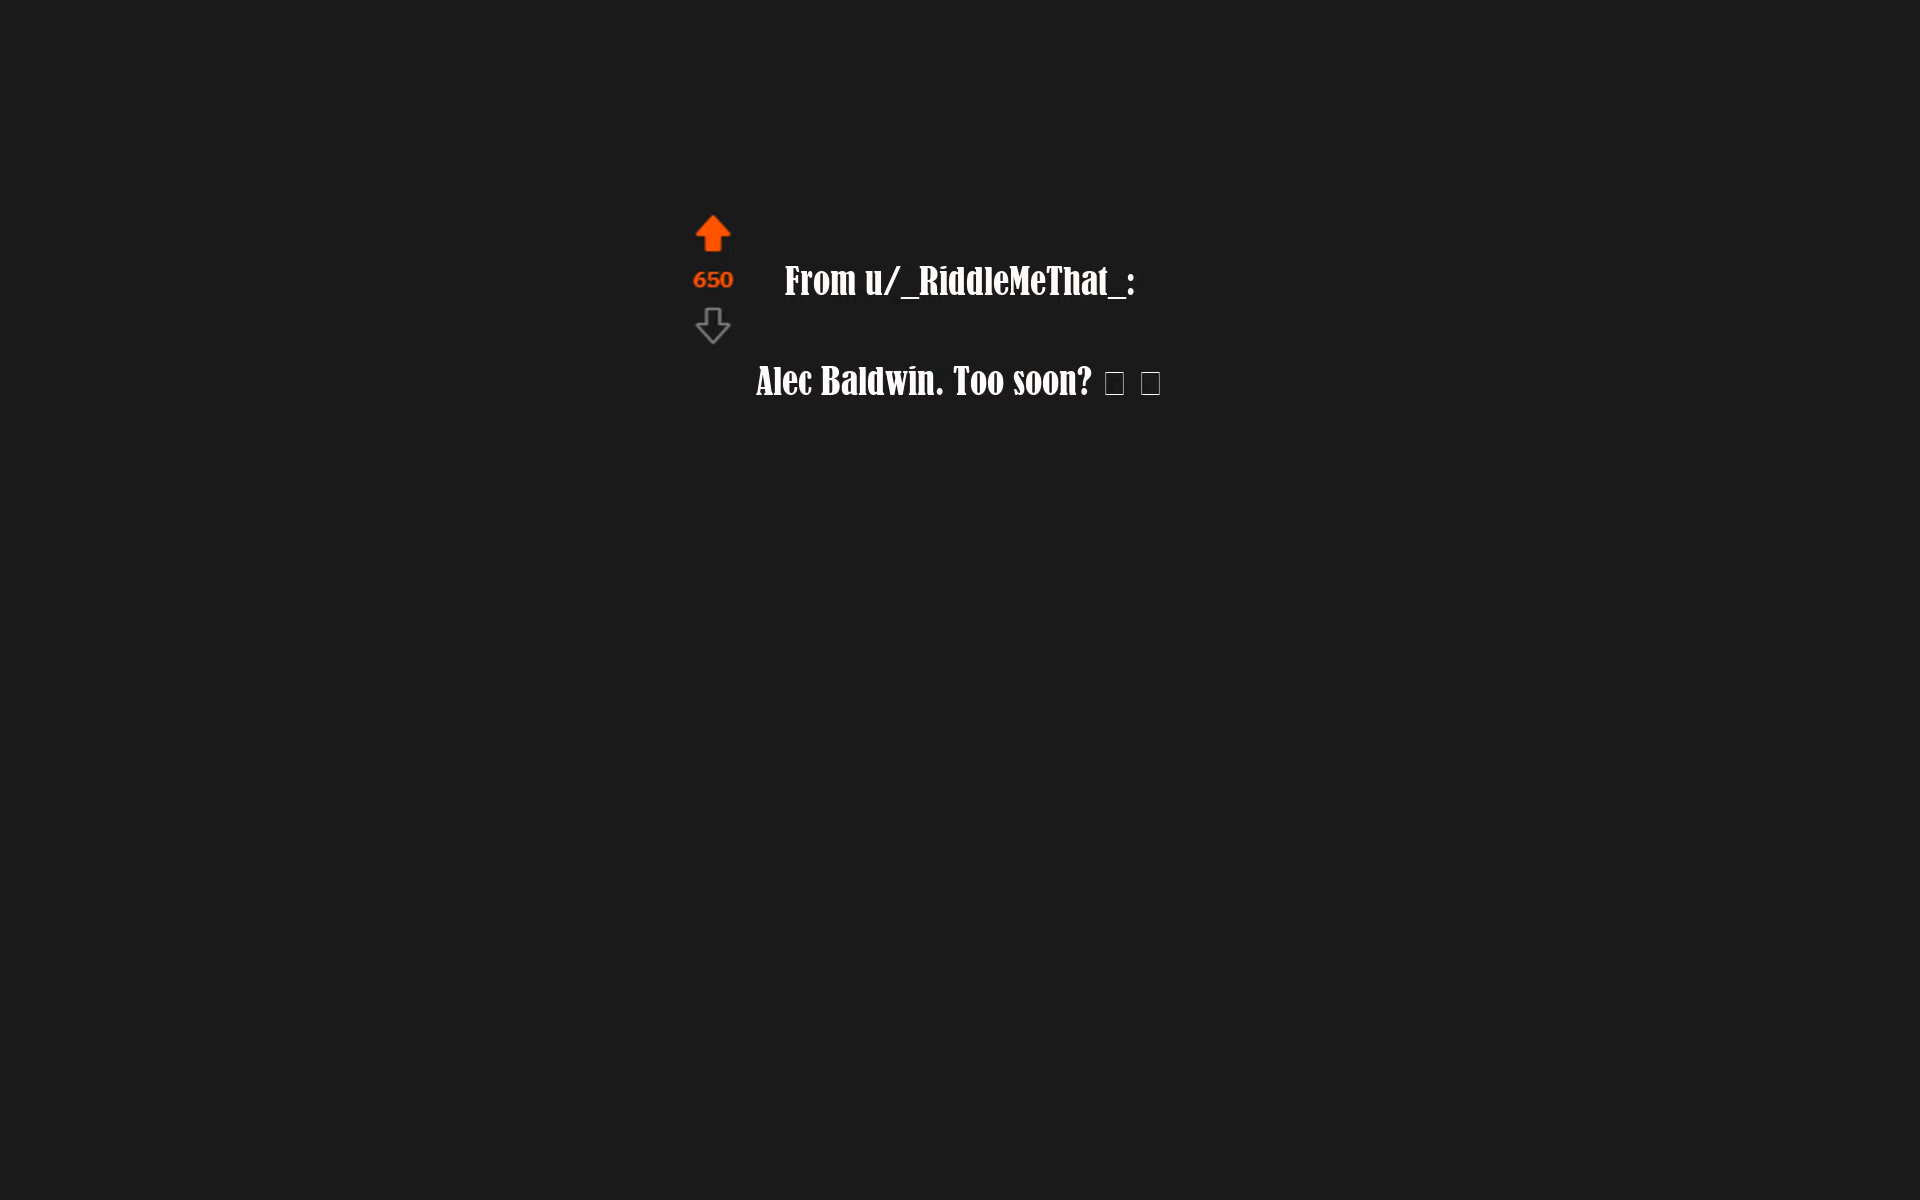 650
From u/_RiddleMeThat_:
Alec Baldwin. Too soon? □ □